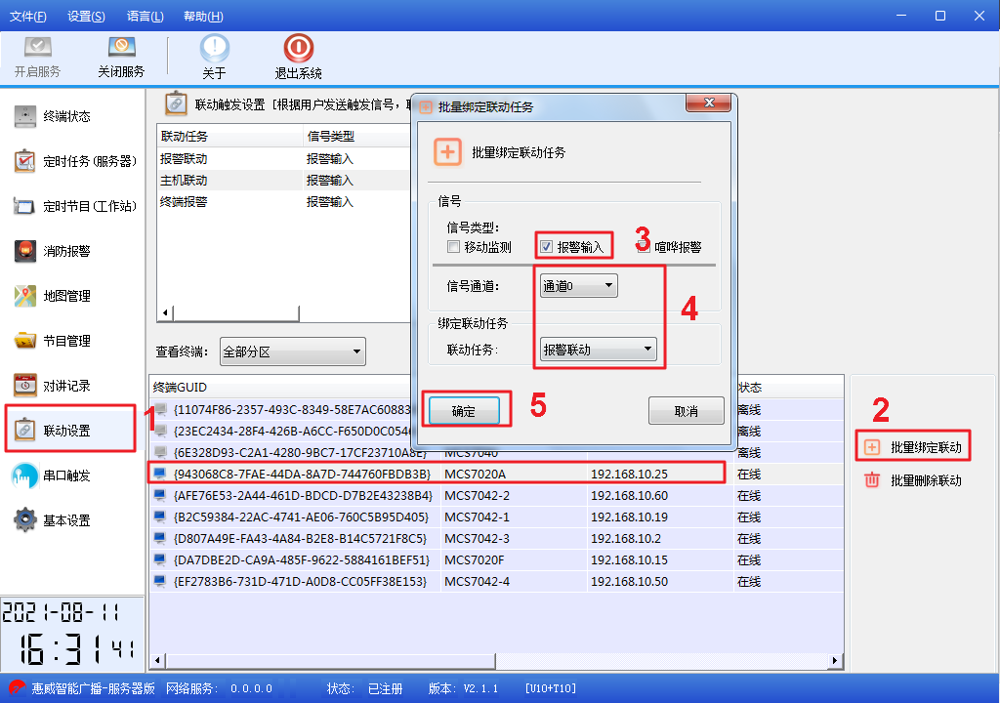 文件(F) 设置(S) 语言(L) 帮助(H)
开启服务 关闭服务 关于 退出系统
终端状态
定时任务(服务器)
定时节目(工作站)
消防报警
地图管理
节目管理
对讲记录
联动设置
串口触发
基本设置
1
2021-08-11
16:31 41
联动触发设置 [根据用户发送触发信号，
联动任务 信号类型
报警联动 报警输入
主机联动 报警输入
终端报警 报警输入
查看终端: 全部分区
终端GUID 状态
{11074F86-2357-493C-8349-58E7AC60883 离线
{23EC2434-28F4-426B-A6CC-F650D0C054 离线
{6E328D93-C2A1-4280-9BC7-17CF23710A8E} MCS7040 离线
{943068C8-7FAE-44DA-8A7D-744760FBDB3B} MCS7020A 192.168.10.25 在线
{AFE76E53-2A44-461D-BDCD-D7B2E43238B4} MCS7042-2 192.168.10.60 在线
{B2C59384-22AC-4741-AE06-760C5B95D405} MCS7042-1 192.168.10.19 在线
{D807A49E-FA43-4A84-B2E8-B14C5721F8C5} MCS7042-3 192.168.10.2 在线
{DA7DBE2D-CA9A-485F-9622-5884161BEF51} MCS7020F 192.168.10.15 在线
{EF2783B6-731D-471D-A0D8-CC05FF38E153} MCS7042-4 192.168.10.50 在线
批量绑定联动任务
批量绑定联动任务
信号
信号类型:
移动监测 报警输入 3 喧哗报警
信号通道: 通道0
4
绑定联动任务
联动任务: 报警联动
确定 5 取消
2
批量绑定联动
批量删除联动
惠威智能广播-服务器版 网络服务: 0.0.0.0 状态: 已注册 版本: V2.1.1 [U10+T10]